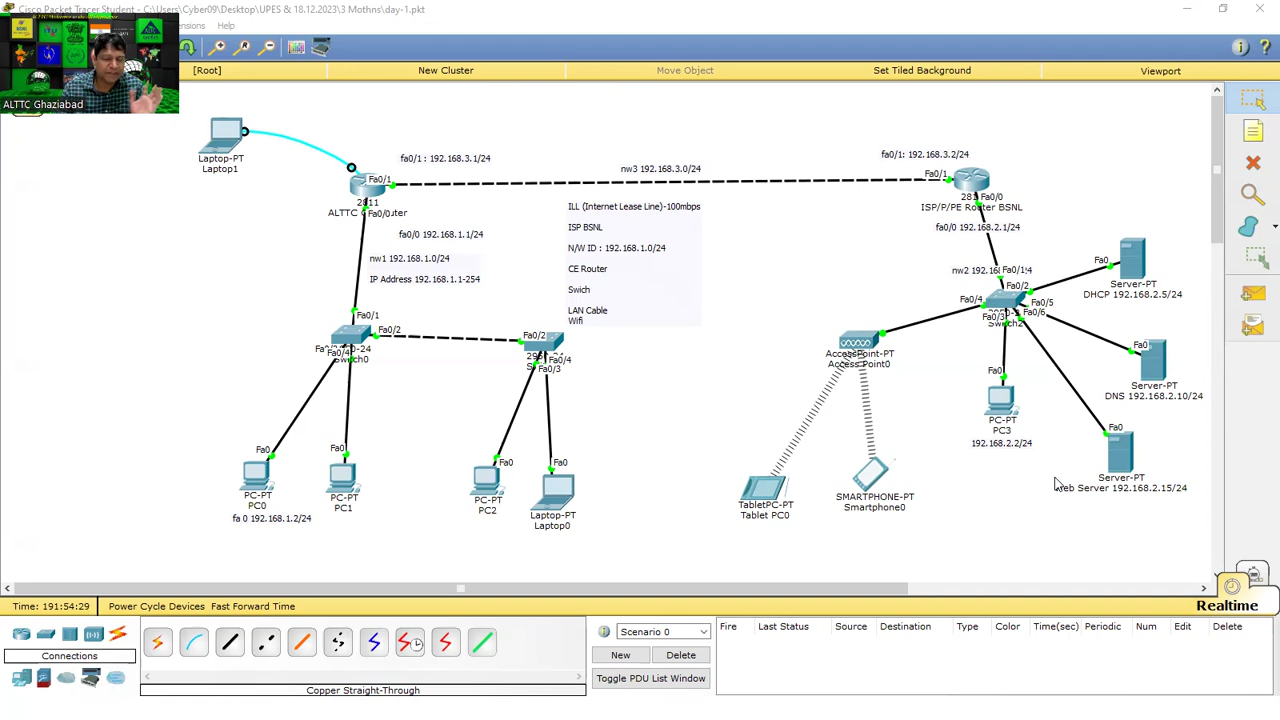 Cisco Packet Tracer Student - C:\Users\Cyber09\Desktop\UPES & 18.12.2023\3 Mothns\day-1.pkt
Help
[Root]
New Cluster
Move Object
Set Tiled Background
Viewport
ALTTC Ghaziabad
Laptop-PT
Laptop1
fa0/1 : 192.168.3.1/24
Fa0/1
2811
Fa0/0
nw3 192.168.3.0/24
fa0/1: 192.168.3.2/24
Fa0/1
Fa0/0
ISP/P/PE Router BSNL
fa0/0 192.168.1.1/24
nw1 192.168.1.0/24
IP Address 192.168.1.1-254
ILL (Internet Lease Line)-100mbps
ISP BSNL
N/W ID : 192.168.1.0/24
CE Router
Swich
LAN Cable
Wifi
fa0/0 192.168.2.1/24
Fa0/1
Fa0/2
Fa0/4
Fa0/5
Fa0/6
Fa0/3
Switch2
Fa0
Server-PT
DHCP 192.168.2.5/24
Fa0/1
Fa0/2
Switch0
Fa0/2
Fa0/4
Fa0/3
AccessPoint-PT
Access Point0
Fa0
Server-PT
DNS 192.168.2.10/24
Fa0
PC-PT
PC3
192.168.2.2/24
Fa0
Server-PT
Web Server 192.168.2.15/24
Fa0
PC-PT
PC0
fa 0 192.168.1.2/24
Fa0
PC-PT
PC1
Fa0
PC-PT
PC2
Fa0
Laptop-PT
Laptop0
TabletPC-PT
Tablet PC0
SMARTPHONE-PT
Smartphone0
Time: 191:54:29
Power Cycle Devices Fast Forward Time
Realtime
Connections
Copper Straight-Through
Scenario 0
New
Delete
Toggle PDU List Window
Fire
Last Status
Source
Destination
Type
Color
Time(sec)
Periodic
Num
Edit
Delete